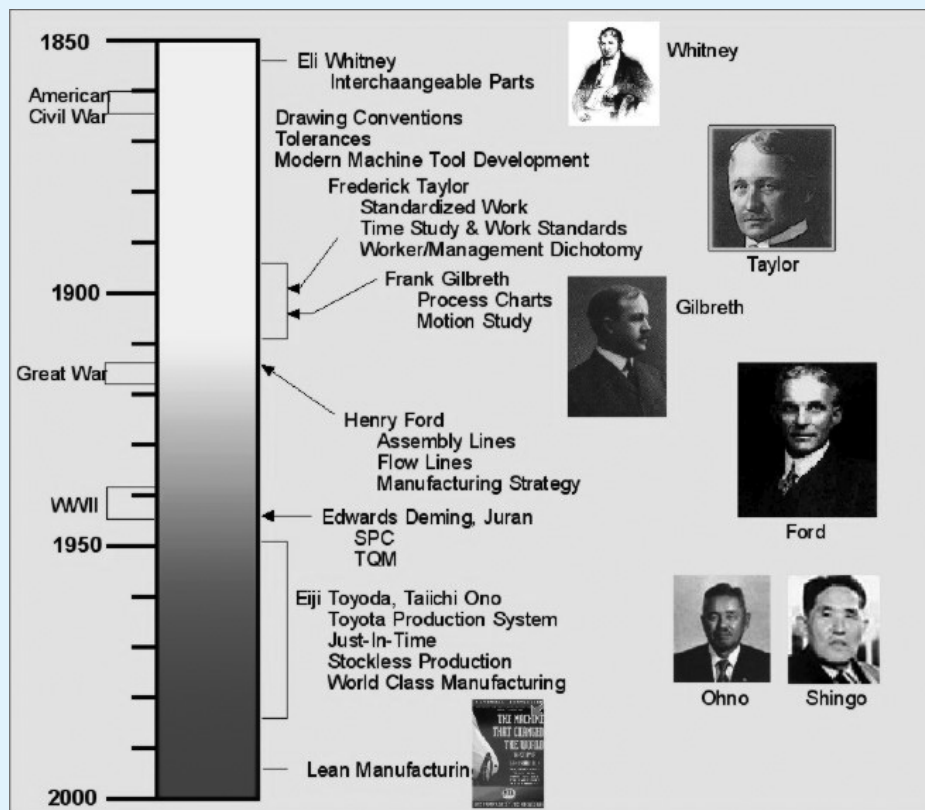 1850
Eli Whitney
Interchaangeable Parts
Whitney
American
Civil War
Drawing Conventions
Tolerances
Modern Machine Tool Development
Frederick Taylor
Standardized Work
Time Study & Work Standards
Worker/Management Dichotomy
Taylor
1900
Frank Gilbreth
Process Charts
Motion Study
Gilbreth
Great War
Henry Ford
Assembly Lines
Flow Lines
Manufacturing Strategy
Ford
WWII
Edwards Deming, Juran
SPC
TQM
1950
Eiji Toyoda, Taiichi Ono
Toyota Production System
Just-In-Time
Stockless Production
World Class Manufacturing
Ohno
Shingo
THE MACHINE
THAT CHANGED
THE WORLD
Lean Manufacturing
2000